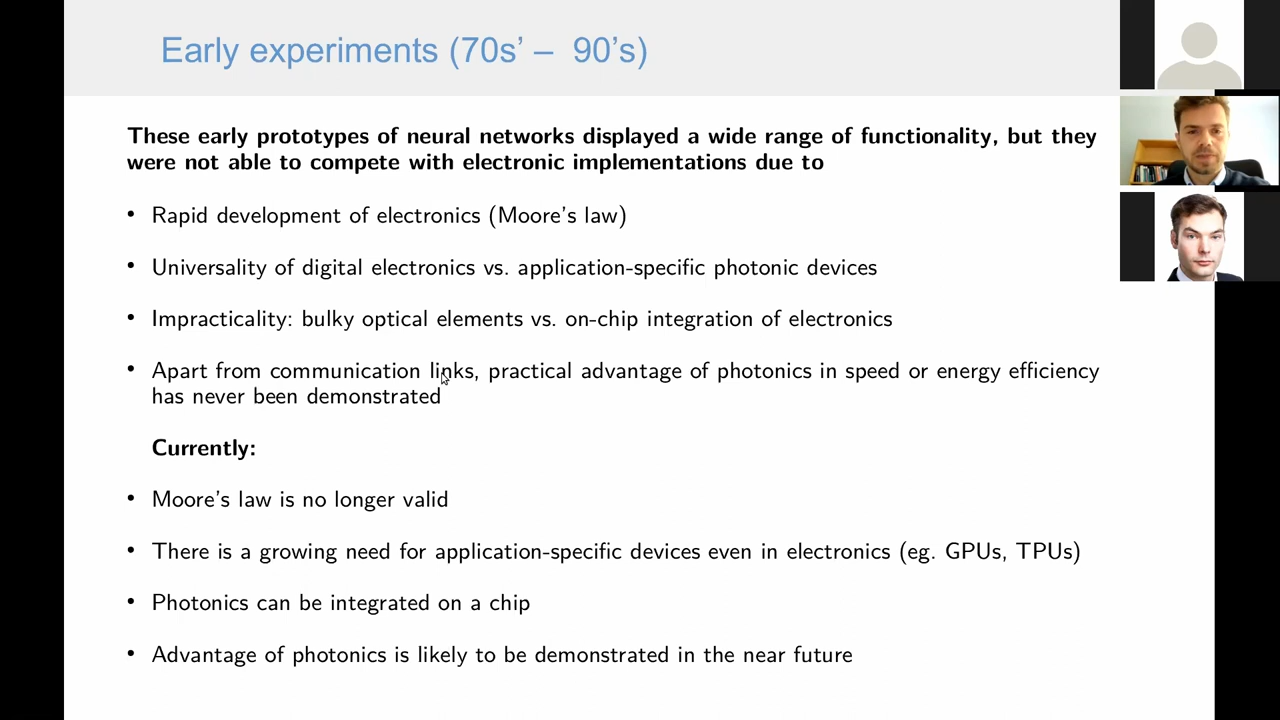 Early experiments (70s’ – 90’s)
These early prototypes of neural networks displayed a wide range of functionality, but they
were not able to compete with electronic implementations due to
• Rapid development of electronics (Moore’s law)
• Universality of digital electronics vs. application-specific photonic devices
• Impracticality: bulky optical elements vs. on-chip integration of electronics
• Apart from communication links, practical advantage of photonics in speed or energy efficiency
has never been demonstrated
Currently:
• Moore’s law is no longer valid
• There is a growing need for application-specific devices even in electronics (eg. GPUs, TPUs)
• Photonics can be integrated on a chip
• Advantage of photonics is likely to be demonstrated in the near future